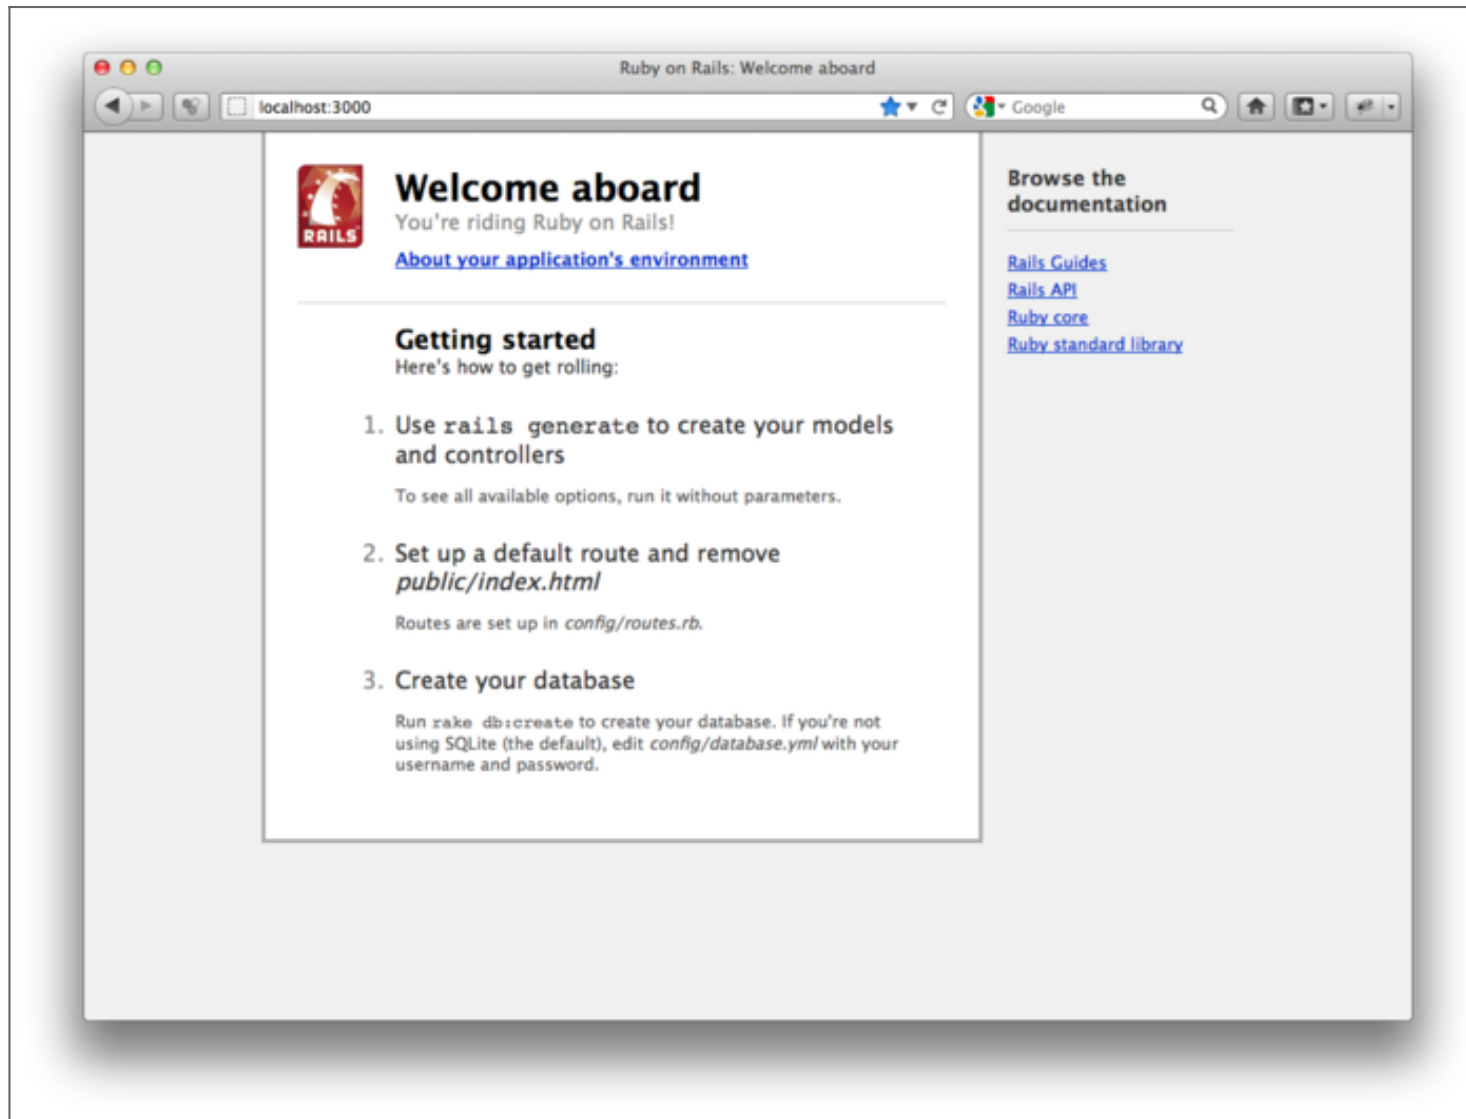 Ruby on Rails: Welcome aboard
localhost:3000
Google
RAILS
Welcome aboard
You're riding Ruby on Rails!
About your application's environment
Getting started
Here's how to get rolling:
1. Use rails generate to create your models
and controllers
To see all available options, run it without parameters.
2. Set up a default route and remove
public/index.html
Routes are set up in config/routes.rb.
3. Create your database
Run rake db:create to create your database. If you're not
using SQLite (the default), edit config/database.yml with your
username and password.
Browse the
documentation
Rails Guides
Rails API
Ruby core
Ruby standard library